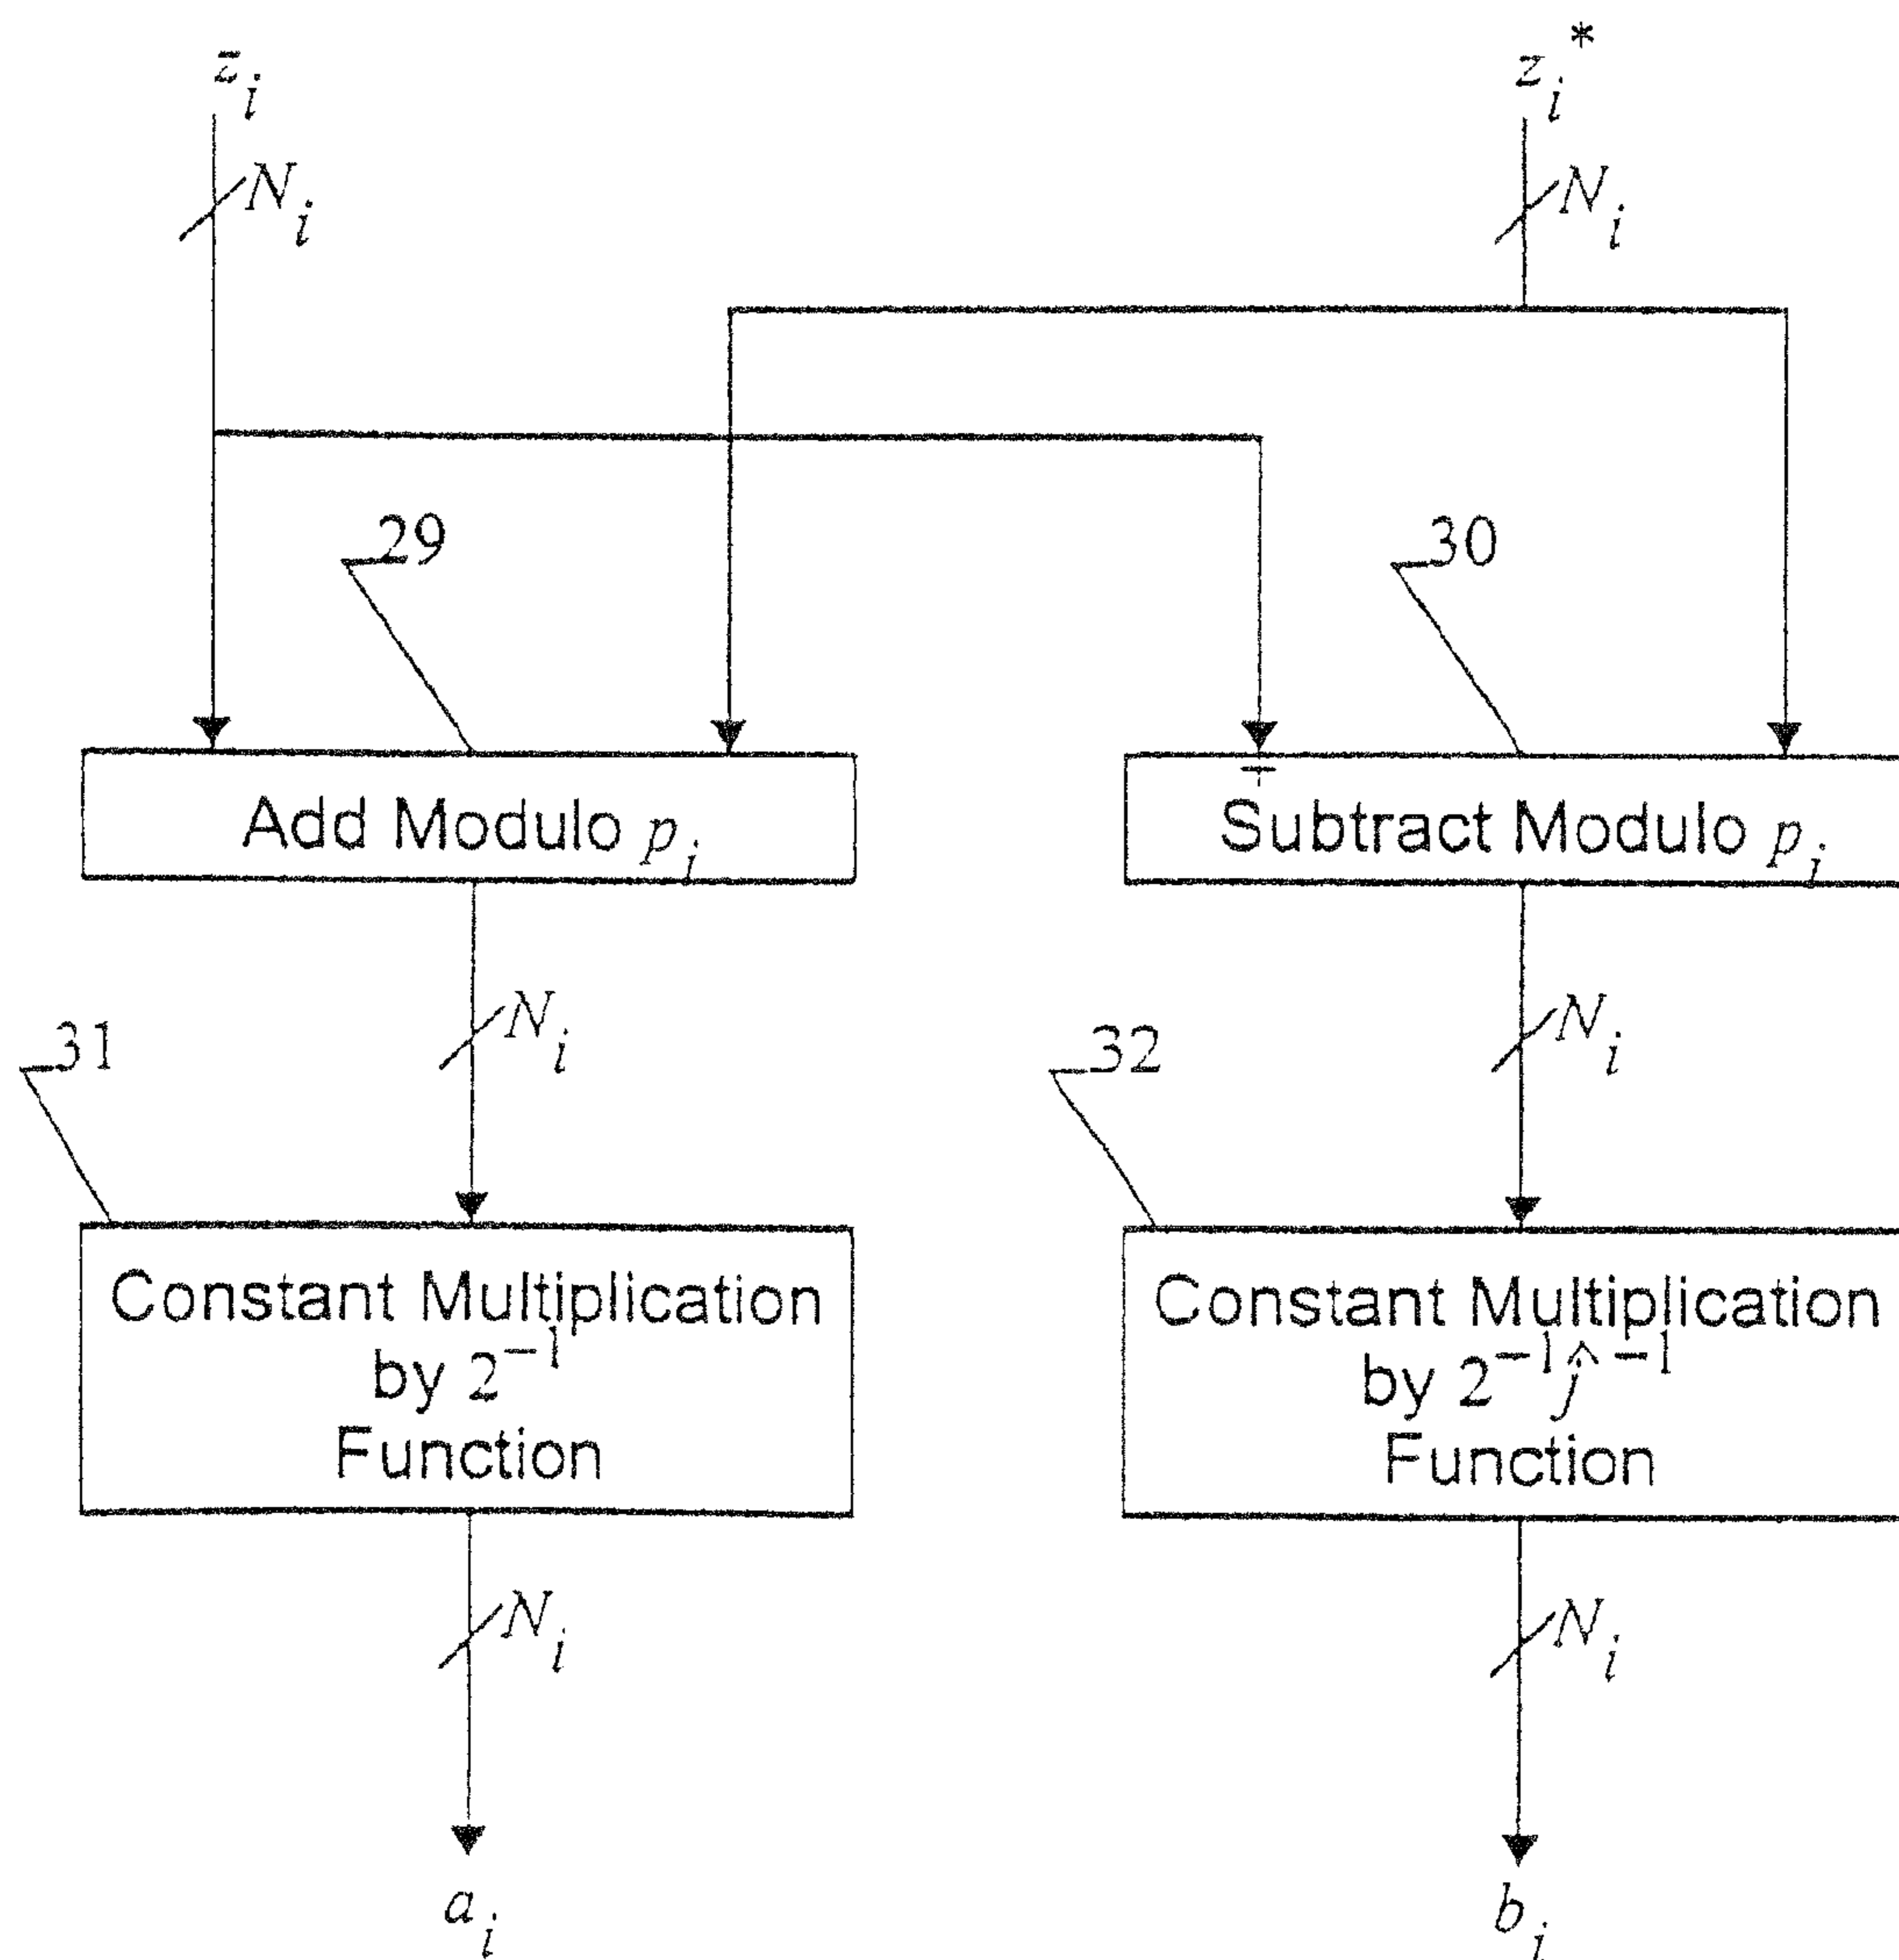 z_i z_i^*
N_i N_i
29 30
Add Modulo p_i Subtract Modulo p_i
N_i N_i
31 32
Constant Multiplication
by 2^{-1}
Function
Constant Multiplication
by 2^{-1} ĵ^{-1}
Function
N_i N_i
a_i b_i